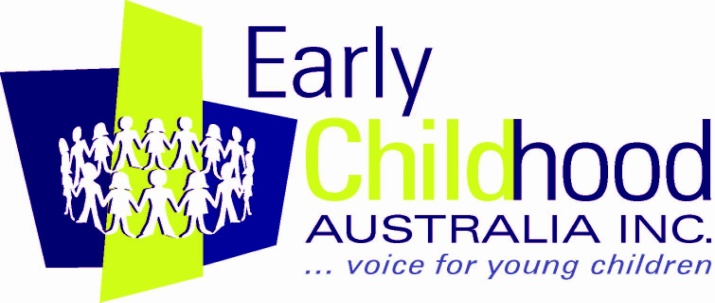 Early
Childhood
AUSTRALIA INC.
... voice for young children